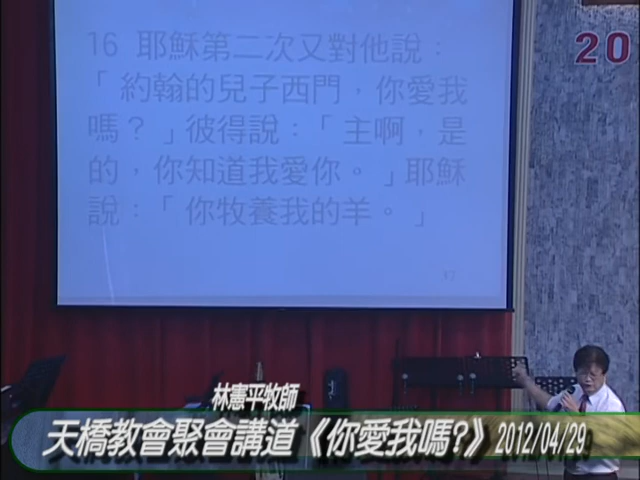 16 耶穌第二次又對他說：
「約翰的兒子西門，你愛我
嗎？」彼得說：「主啊，是
的，你知道我愛你。」耶穌
說：「你牧養我的羊。」
20
林憲平牧師
天橋教會聚會講道《你愛我嗎?》2012/04/29